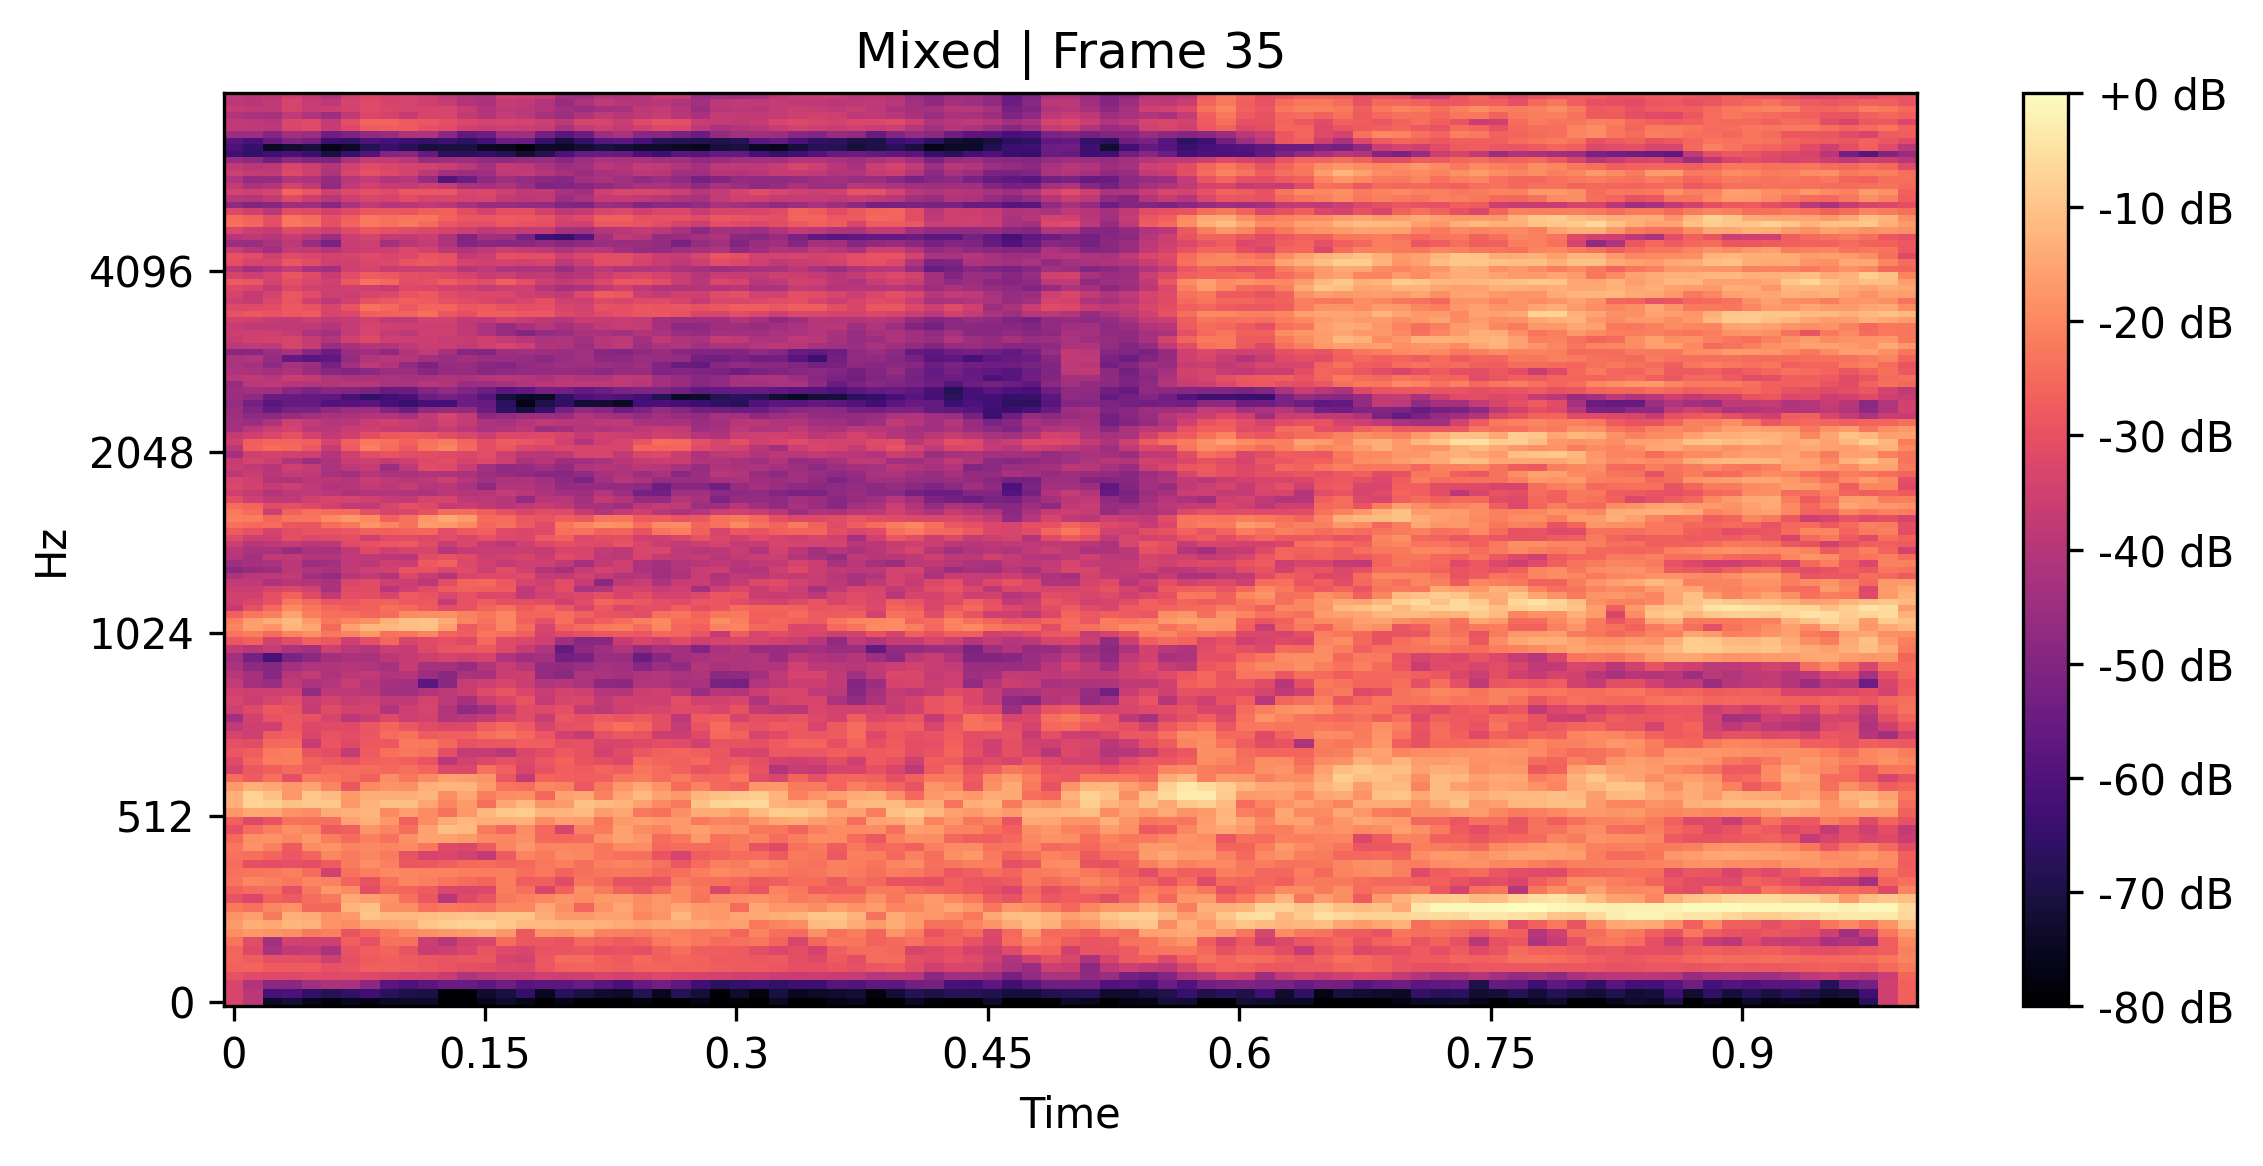 Mixed | Frame 35
+0 dB
-10 dB
-20 dB
-30 dB
-40 dB
-50 dB
-60 dB
-70 dB
-80 dB
Hz
4096
2048
1024
512
0
0 0.15 0.3 0.45 0.6 0.75 0.9
Time